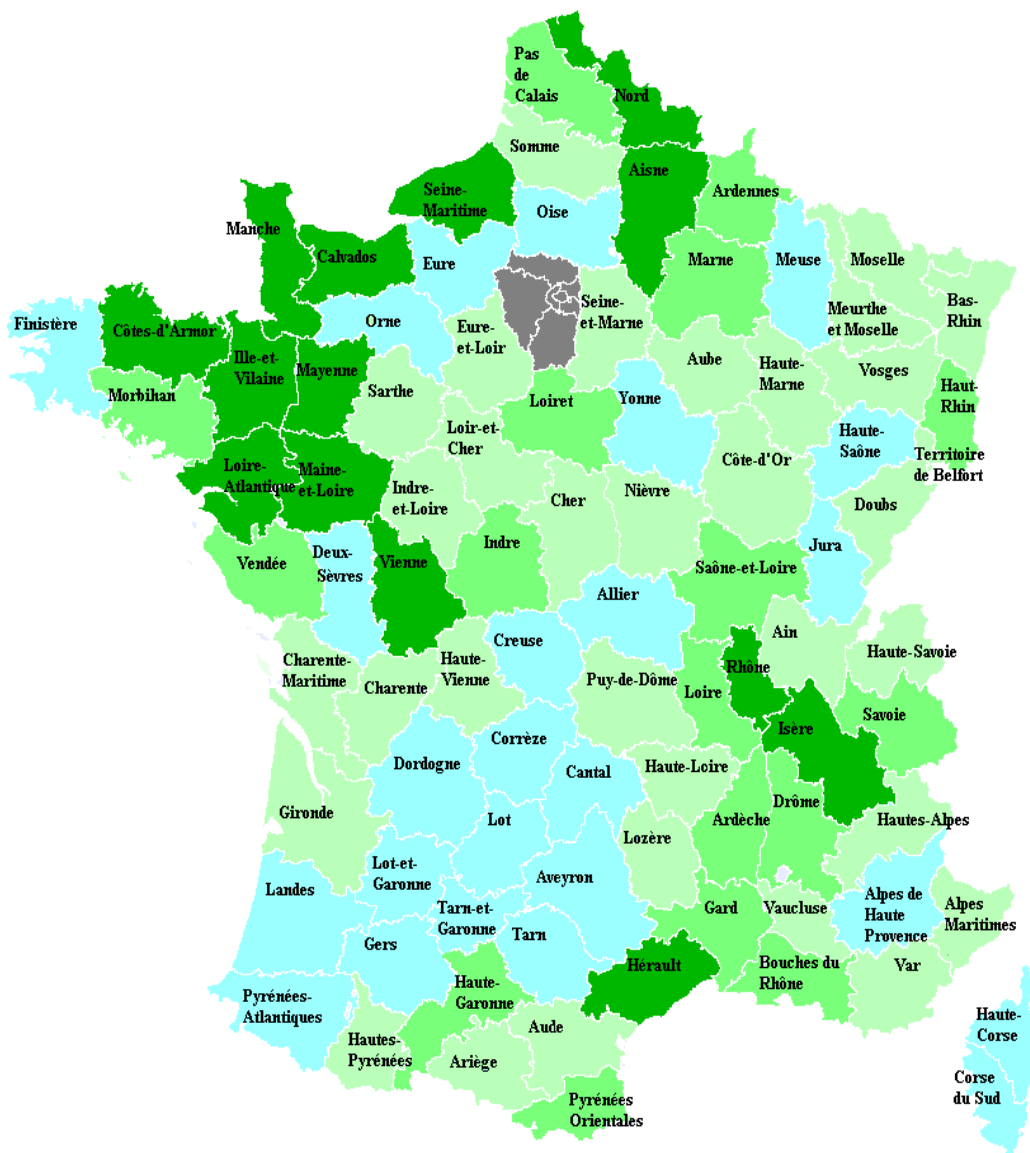 Pas
de
Calais
Nord
Somme
Aisne
Ardennes
Seine-
Maritime
Oise
Manche
Calvados
Eure
Marne
Meuse
Moselle
Seine-
et-Marne
Meurthe
et Moselle
Bas-
Rhin
Finistère
Côtes-d'Armor
Orne
Eure-
et-Loir
Ille-et-
Vilaine
Mayenne
Aube
Haute-
Marne
Vosges
Morbihan
Sarthe
Loiret
Yonne
Haut-
Rhin
Loir-et-
Cher
Haute-
Saône
Territoire
de Belfort
Côte-d'Or
Loire-
Atlantique
Maine-
et-Loire
Indre-
et-Loire
Cher
Nièvre
Doubs
Vendée
Deux-
Sèvres
Vienne
Indre
Jura
Saône-et-Loire
Allier
Creuse
Ain
Haute-Savoie
Charente-
Maritime
Charente
Haute-
Vienne
Puy-de-Dôme
Loire
Rhône
Savoie
Isère
Corrèze
Dordogne
Cantal
Haute-Loire
Drôme
Gironde
Lot
Ardèche
Hautes-Alpes
Lozère
Lot-et-
Garonne
Landes
Aveyron
Alpes de
Haute
Provence
Alpes
Maritimes
Tarn-et-
Garonne
Gard
Vaucluse
Gers
Tarn
Hérault
Bouches du
Rhône
Var
Haute-
Garonne
Pyrénées-
Atlantiques
Haute-
Corse
Aude
Hautes-
Pyrénées
Ariège
Corse
du Sud
Pyrénées
Orientales